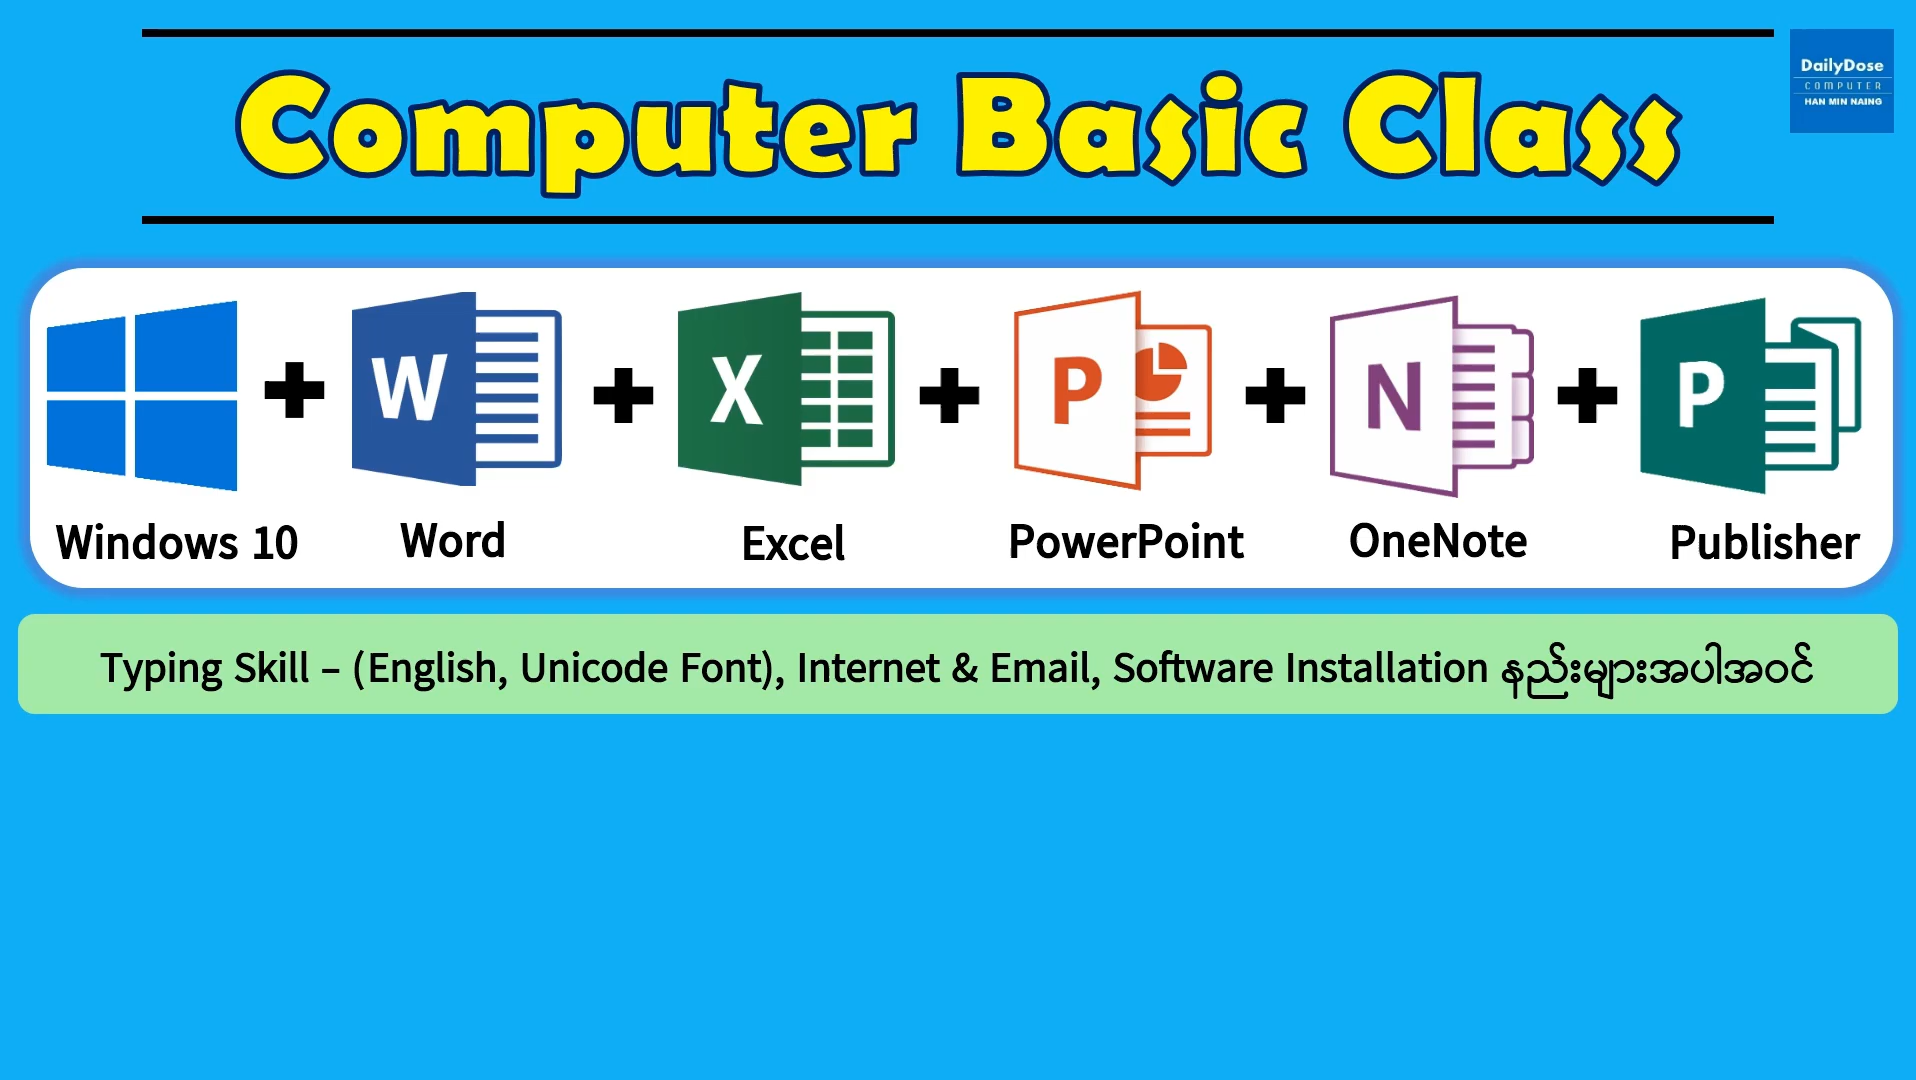 Computer Basic Class
DailyDose
COMPUTER
HAN MIN NAING
W
X
P
N
P
Windows 10
Word
Excel
PowerPoint
OneNote
Publisher
Typing Skill – (English, Unicode Font), Internet & Email, Software Installation နည်းများအပါအဝင်